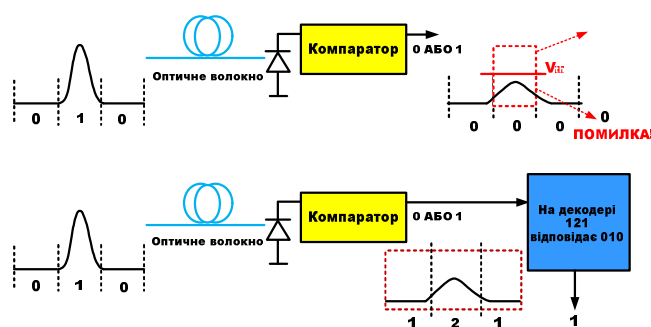 Компаратор
0 АБО 1
Оптичне волокно
0 1 0
0 0 0
0
ПОМИЛКА!
Компаратор
0 АБО 1
Оптичне волокно
0 1 0
На декодері
121
відповідає 010
1 2 1
1